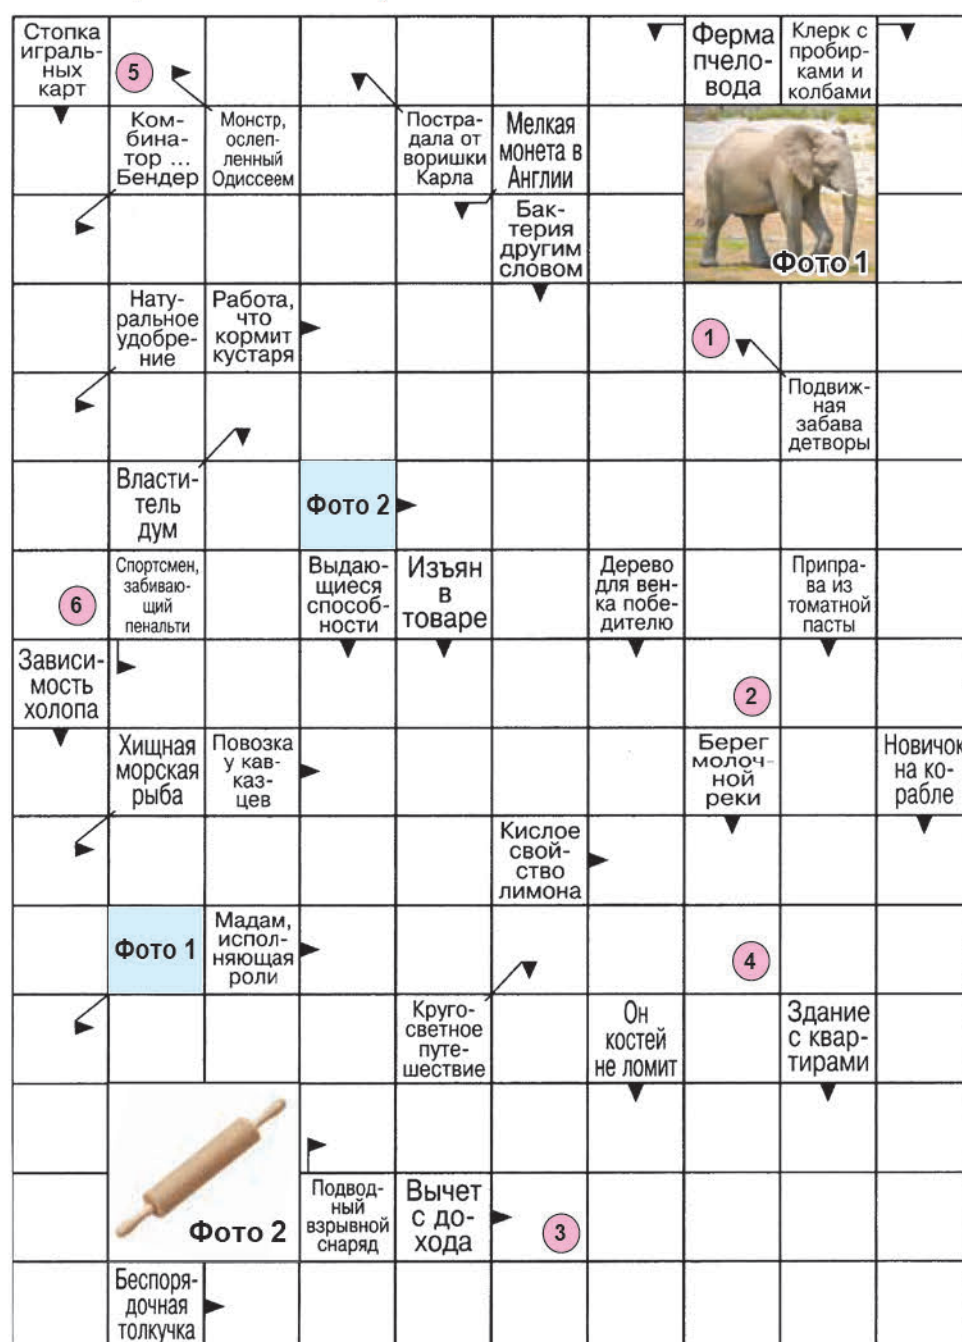 Стопка
играль-
ных
карт
5
Ферма
пчело-
вода
Клерк с
пробир-
ками и
колбами
Ком-
бина-
тор ...
Бендер
Монстр,
ослеп-
ленный
Одиссеем
Постра-
дала от
воришки
Карла
Мелкая
монета в
Англии
Бак-
терия
другим
словом
Фото 1
Нату-
ральное
удобре-
ние
Работа,
что
кормит
кустаря
1
Подвиж-
ная
забава
детворы
Власти-
тель
дум
Фото 2
6
Спортсмен,
забиваю-
щий
пенальти
Выдаю-
щиеся
способ-
ности
Изъян
в
товаре
Дерево
для вен-
ка побе-
дителю
Припра-
ва из
томатной
пасты
Зависи-
мость
холопа
2
Хищная
морская
рыба
Повозка
у кав-
каз-
цев
Берег
молоч-
ной
реки
Новичок
на ко-
рабле
Кислое
свой-
ство
лимона
Фото 1
Мадам,
испол-
няющая
роли
4
Круго-
светное
путе-
шествие
Он
костей
не ломит
Здание
с квар-
тирами
Фото 2
Подвод-
ный
взрывной
снаряд
Вычет
с до-
хода
3
Беспоря-
дочная
толкучка